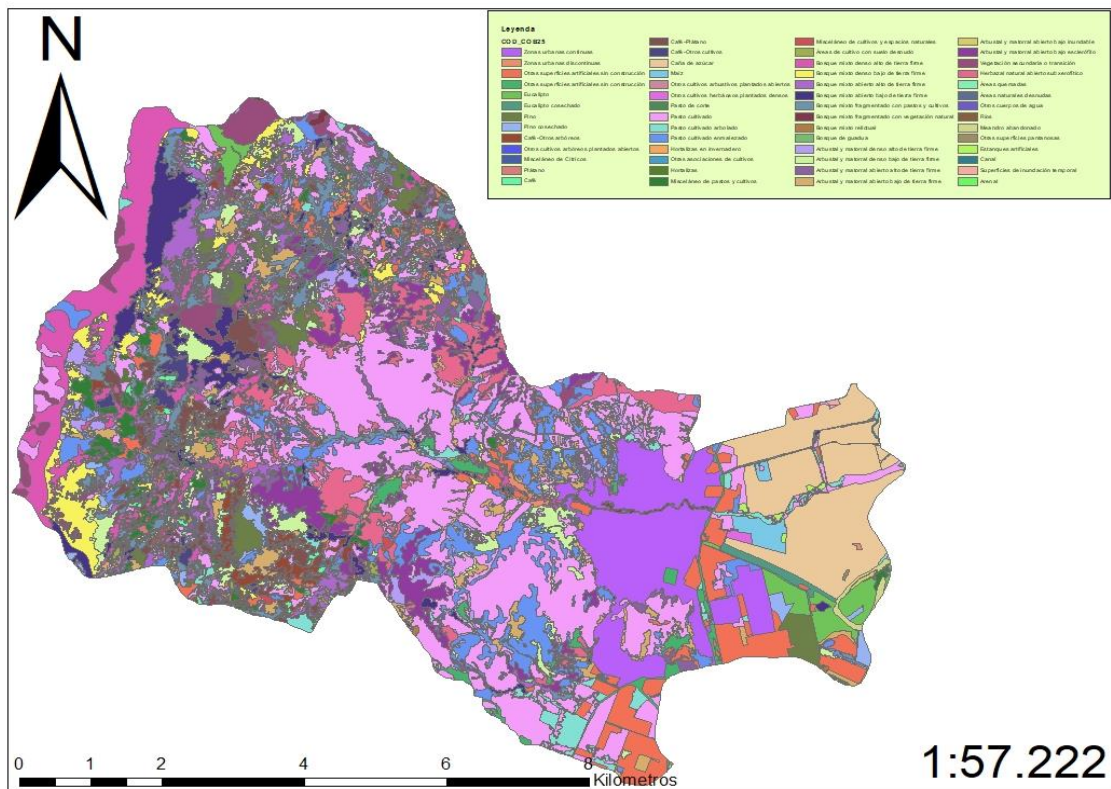 N
Leyenda
COD_COB25
Zonas urbanas continuas
Zonas urbanas discontinuas
Otras superficies artificiales sin construcción
Otras superficies artificiales sin construcción
Eucalipto
Eucalipto cosechado
Pino
Pino cosechado
Café-Otros arbóreos
Otros cultivos arbóreos plantados abiertos
Misceláneo de Cítricos
Plátano
Café
Café-Plátano
Café-Otros cultivos
Caña de azúcar
Maíz
Otros cultivos arbustivos plantados abiertos
Otros cultivos herbáceos plantados densos
Pasto de corte
Pasto cultivado
Pasto cultivado arbolado
Pasto cultivado enmalezado
Hortalizas en invernadero
Otras asociaciones de cultivos
Hortalizas
Misceláneo de pastos y cultivos
Misceláneo de cultivos y espacios naturales
Áreas de cultivo con suelo desnudo
Bosque mixto denso alto de tierra firme
Bosque mixto denso bajo de tierra firme
Bosque mixto abierto alto de tierra firme
Bosque mixto abierto bajo de tierra firme
Bosque mixto fragmentado con pastos y cultivos
Bosque mixto fragmentado con vegetación natural
Bosque mixto residual
Bosque de guadua
Arbustal y matorral denso alto de tierra firme
Arbustal y matorral denso bajo de tierra firme
Arbustal y matorral abierto alto de tierra firme
Arbustal y matorral abierto bajo de tierra firme
Arbustal y matorral abierto bajo inundable
Arbustal y matorral abierto bajo esclerófilo
Vegetación secundaria o transición
Herbazal natural abierto subxerofítico
Áreas quemadas
Áreas naturales desnudas
Otros cuerpos de agua
Ríos
Meandro abandonado
Otras superficies pantanosas
Estanques artificiales
Canal
Superficies de inundación temporal
Arenal
0 1 2 4 6 8
Kilometros
1:57.222